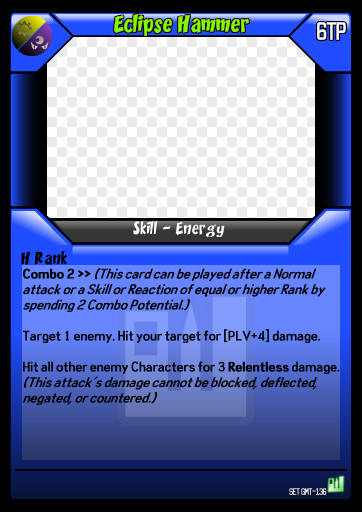 Eclipse Hammer
6TP
Skill - Energy
H Rank
Combo 2 >> (This card can be played after a Normal
attack or a Skill or Reaction of equal or higher Rank by
spending 2 Combo Potential.)
Target 1 enemy. Hit your target for [PLV+4] damage.
Hit all other enemy Characters for 3 Relentless damage.
(This attack's damage cannot be blocked, deflected,
negated, or countered.)
SET GMT-136